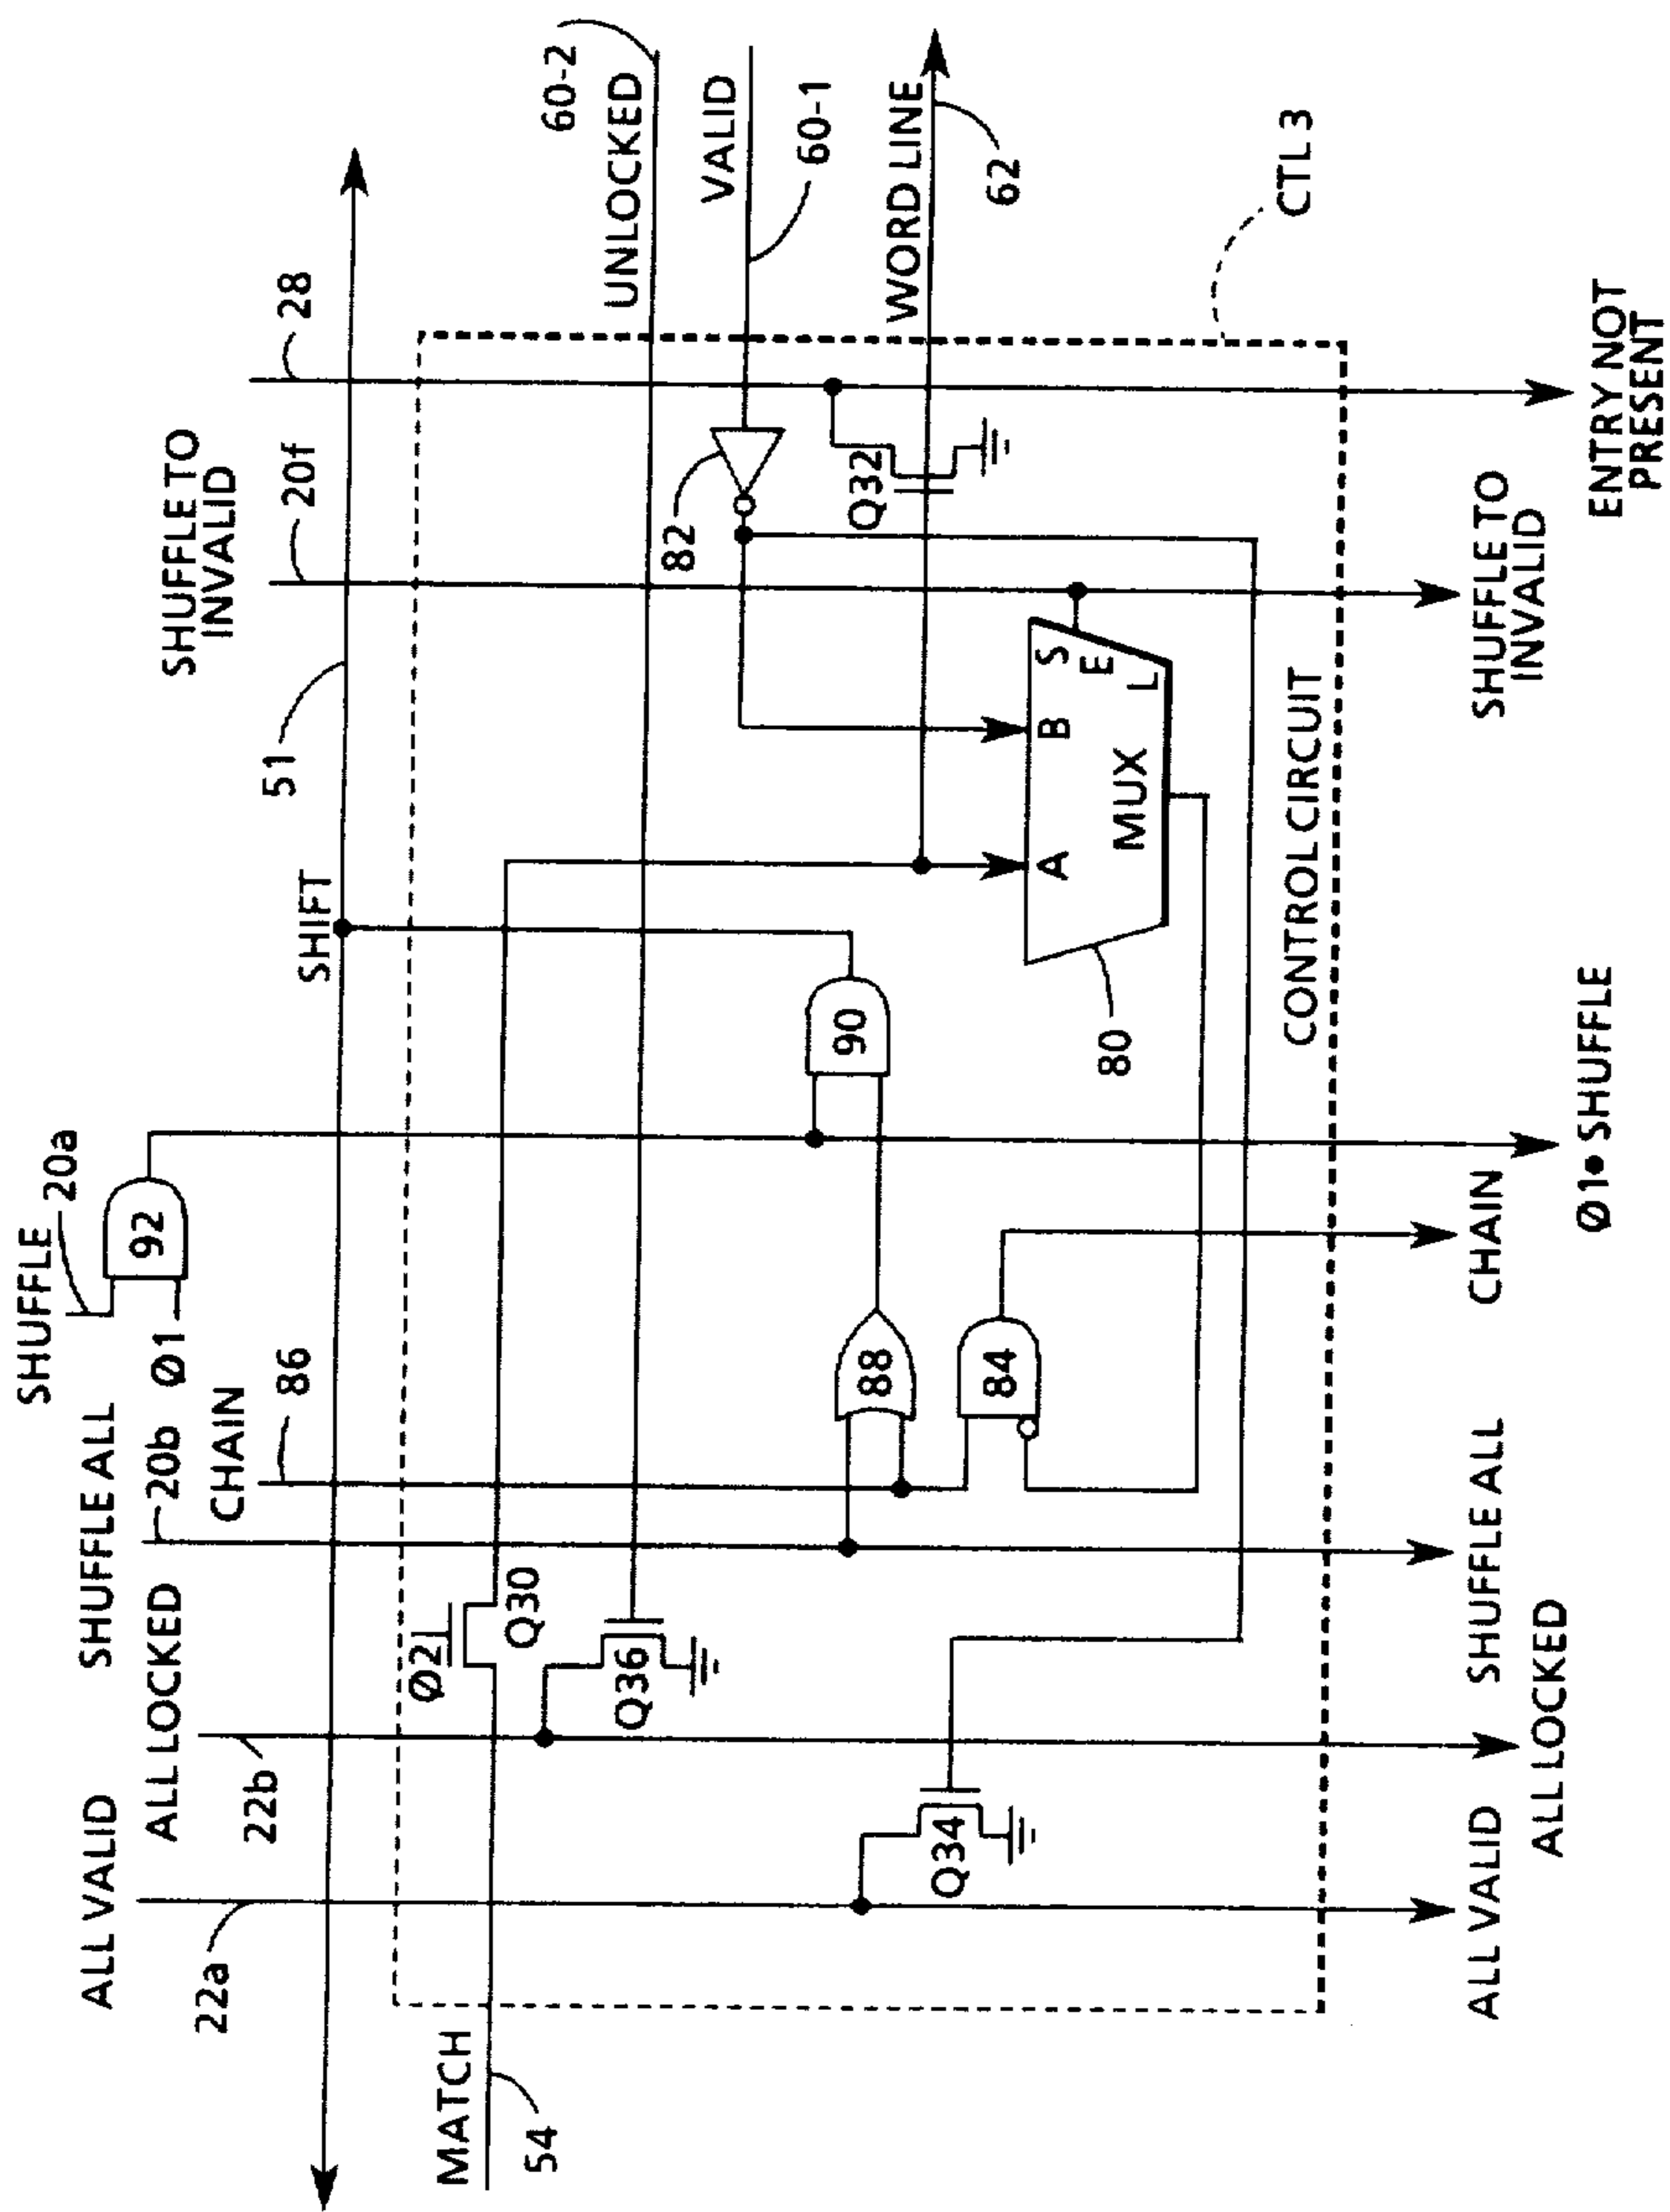 SHUFFLE
20a
SHUFFLE ALL
20b
Ø1
92
CHAIN
86
ALL VALID
22a
ALL LOCKED
22b
SHUFFLE TO
INVALID
20f
28
51
SHIFT
60-2
UNLOCKED
VALID
60-1
WORD LINE
62
CTL 3
MATCH
54
Ø2
Q30
Q36
Q34
Q32
82
88
84
90
A
B
S
E
L
MUX
80
CONTROL CIRCUIT
ALL VALID
ALL LOCKED
SHUFFLE ALL
CHAIN
Ø1• SHUFFLE
SHUFFLE TO
INVALID
ENTRY NOT
PRESENT